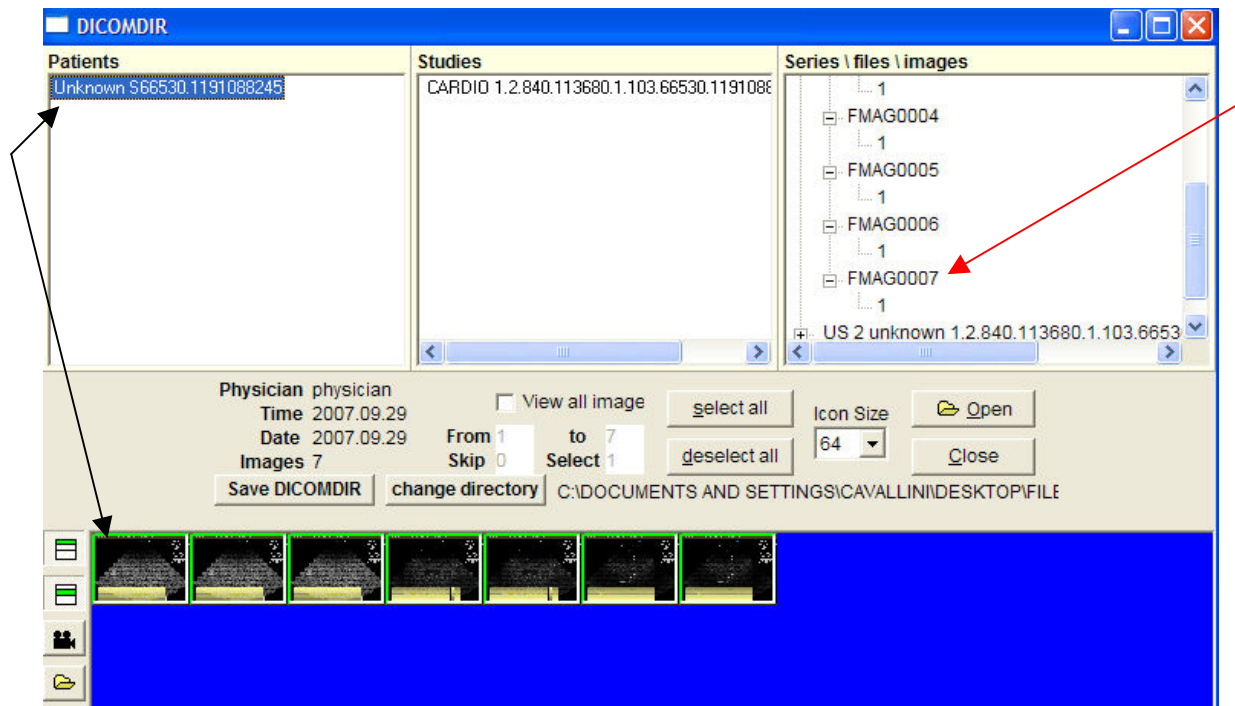 DICOMDIR
Patients
Unknown S66530.1191088245
Studies
CARDIO 1.2.840.113680.1.103.66530.1191088
Series \ files \ images
1
FMAG0004
1
FMAG0005
1
FMAG0006
1
FMAG0007
1
US 2 unknown 1.2.840.113680.1.103.6653
Physician physician
Time 2007.09.29
Date 2007.09.29
Images 7
View all image
From 1 to 7
Skip 0 Select 1
select all
deselect all
Icon Size
64
Open
Close
Save DICOMDIR
change directory
C:\DOCUMENTS AND SETTINGS\CAVALLINI\DESKTOP\FILE